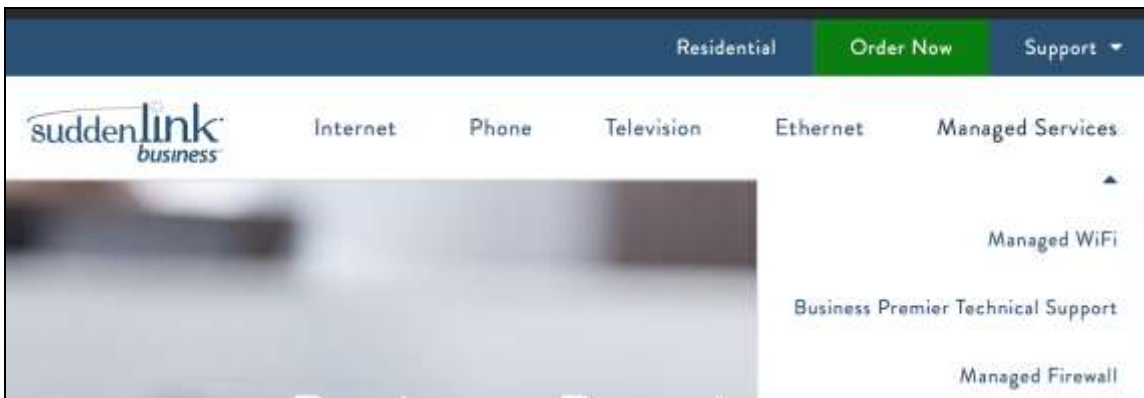 Residential Order Now Support
suddenlink business
Internet Phone Television Ethernet Managed Services
Managed WiFi
Business Premier Technical Support
Managed Firewall